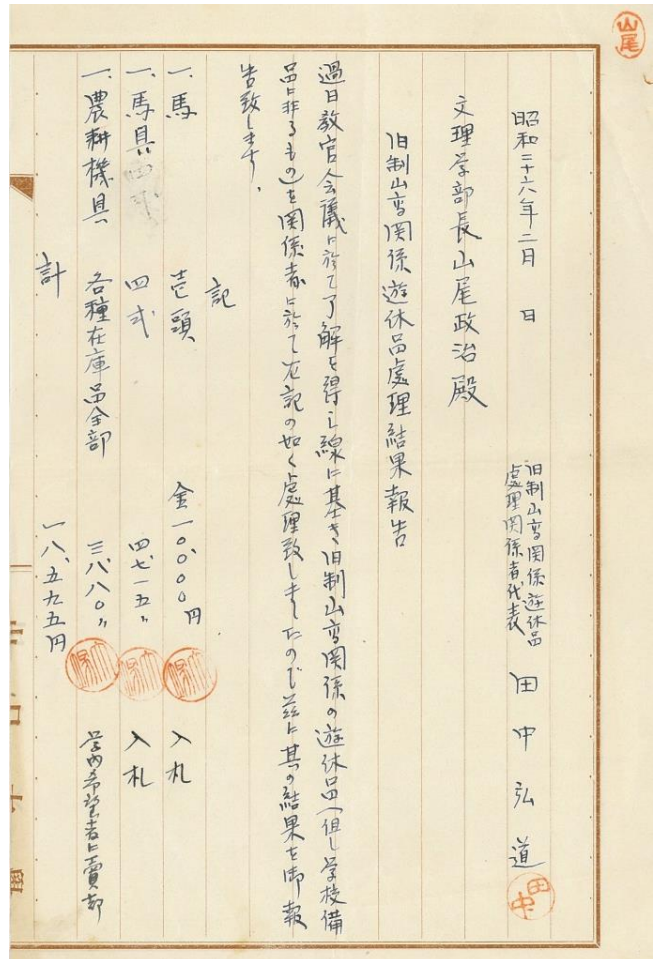 山尾
昭和二十六年二月　日
旧制山高関係遊休品
處理関係者代表
田中弘道
田中
文理学部長山尾政治殿
旧制山高関係遊休品處理結果報告
過日教官会議に於て了解を得し線に基き旧制山高関係の遊休品（但し学校備
品に非るもの）を関係者に於て左記の如く處理致しましたので茲に其の結果を御報
告致します、
記
一、馬　壱頭　金一〇、〇〇〇円　入札
一、馬具　四式　四、七一五〃　入札
一、農耕機具　各種在庫品全部　三、八八〇〃　学内希望者に賣却
計　一八、五九五円